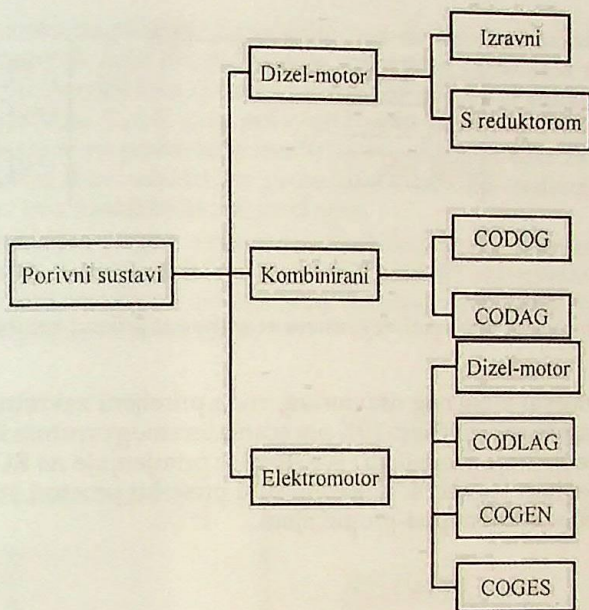 Porivni sustavi
Dizel-motor
Izravni
S reduktorom
Kombinirani
CODOG
CODAG
Elektromotor
Dizel-motor
CODLAG
COGEN
COGES